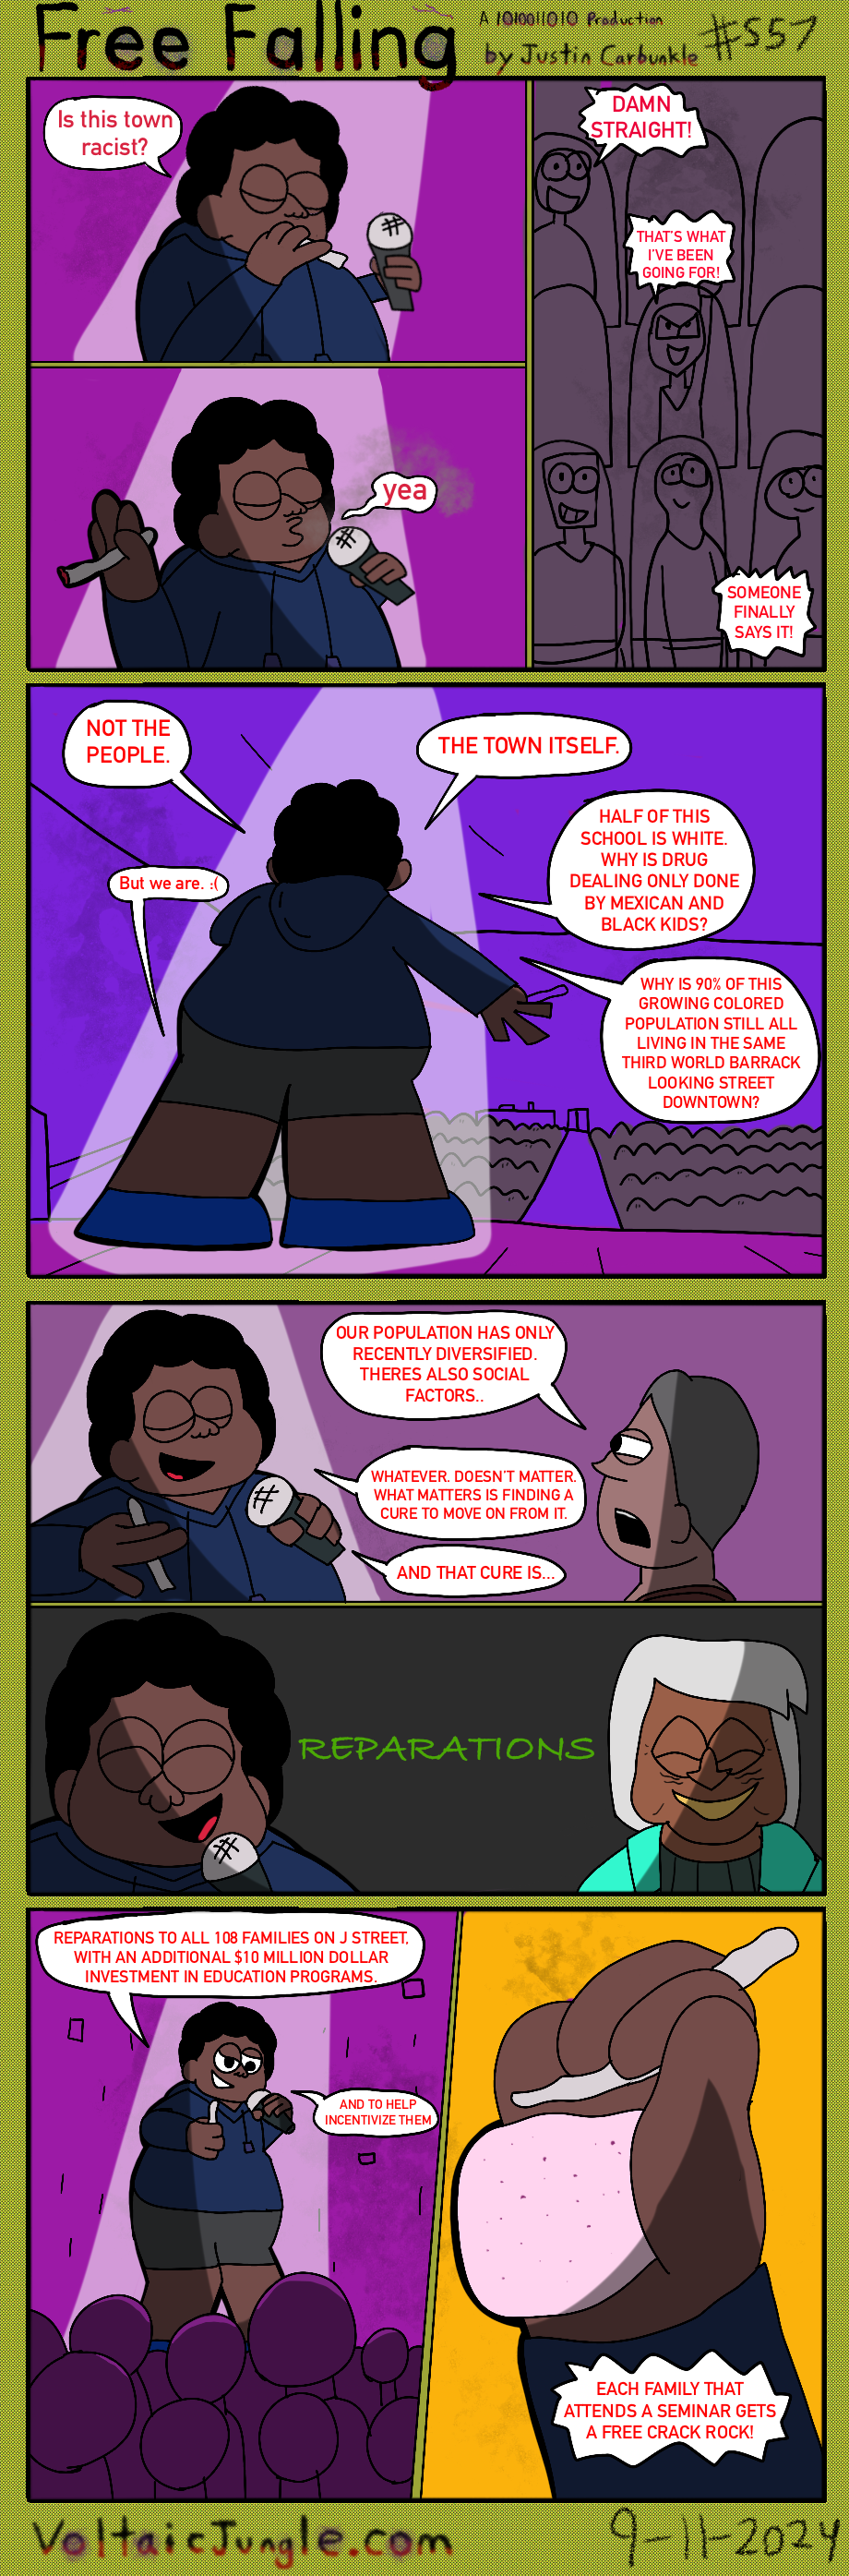 Free Falling
A 1010011010 Production
by Justin Carbunkle
#557
Is this town
racist?
DAMN
STRAIGHT!
THAT'S WHAT
I'VE BEEN
GOING FOR!
yea
SOMEONE
FINALLY
SAYS IT!
NOT THE
PEOPLE.
THE TOWN ITSELF.
But we are. :(
HALF OF THIS
SCHOOL IS WHITE.
WHY IS DRUG
DEALING ONLY DONE
BY MEXICAN AND
BLACK KIDS?
WHY IS 90% OF THIS
GROWING COLORED
POPULATION STILL ALL
LIVING IN THE SAME
THIRD WORLD BARRACK
LOOKING STREET
DOWNTOWN?
OUR POPULATION HAS ONLY
RECENTLY DIVERSIFIED.
THERES ALSO SOCIAL
FACTORS..
WHATEVER. DOESN'T MATTER.
WHAT MATTERS IS FINDING A
CURE TO MOVE ON FROM IT.
AND THAT CURE IS...
REPARATIONS
REPARATIONS TO ALL 108 FAMILIES ON J STREET,
WITH AN ADDITIONAL $10 MILLION DOLLAR
INVESTMENT IN EDUCATION PROGRAMS.
AND TO HELP
INCENTIVIZE THEM
EACH FAMILY THAT
ATTENDS A SEMINAR GETS
A FREE CRACK ROCK!
VoltaicJungle.com
9-11-2024